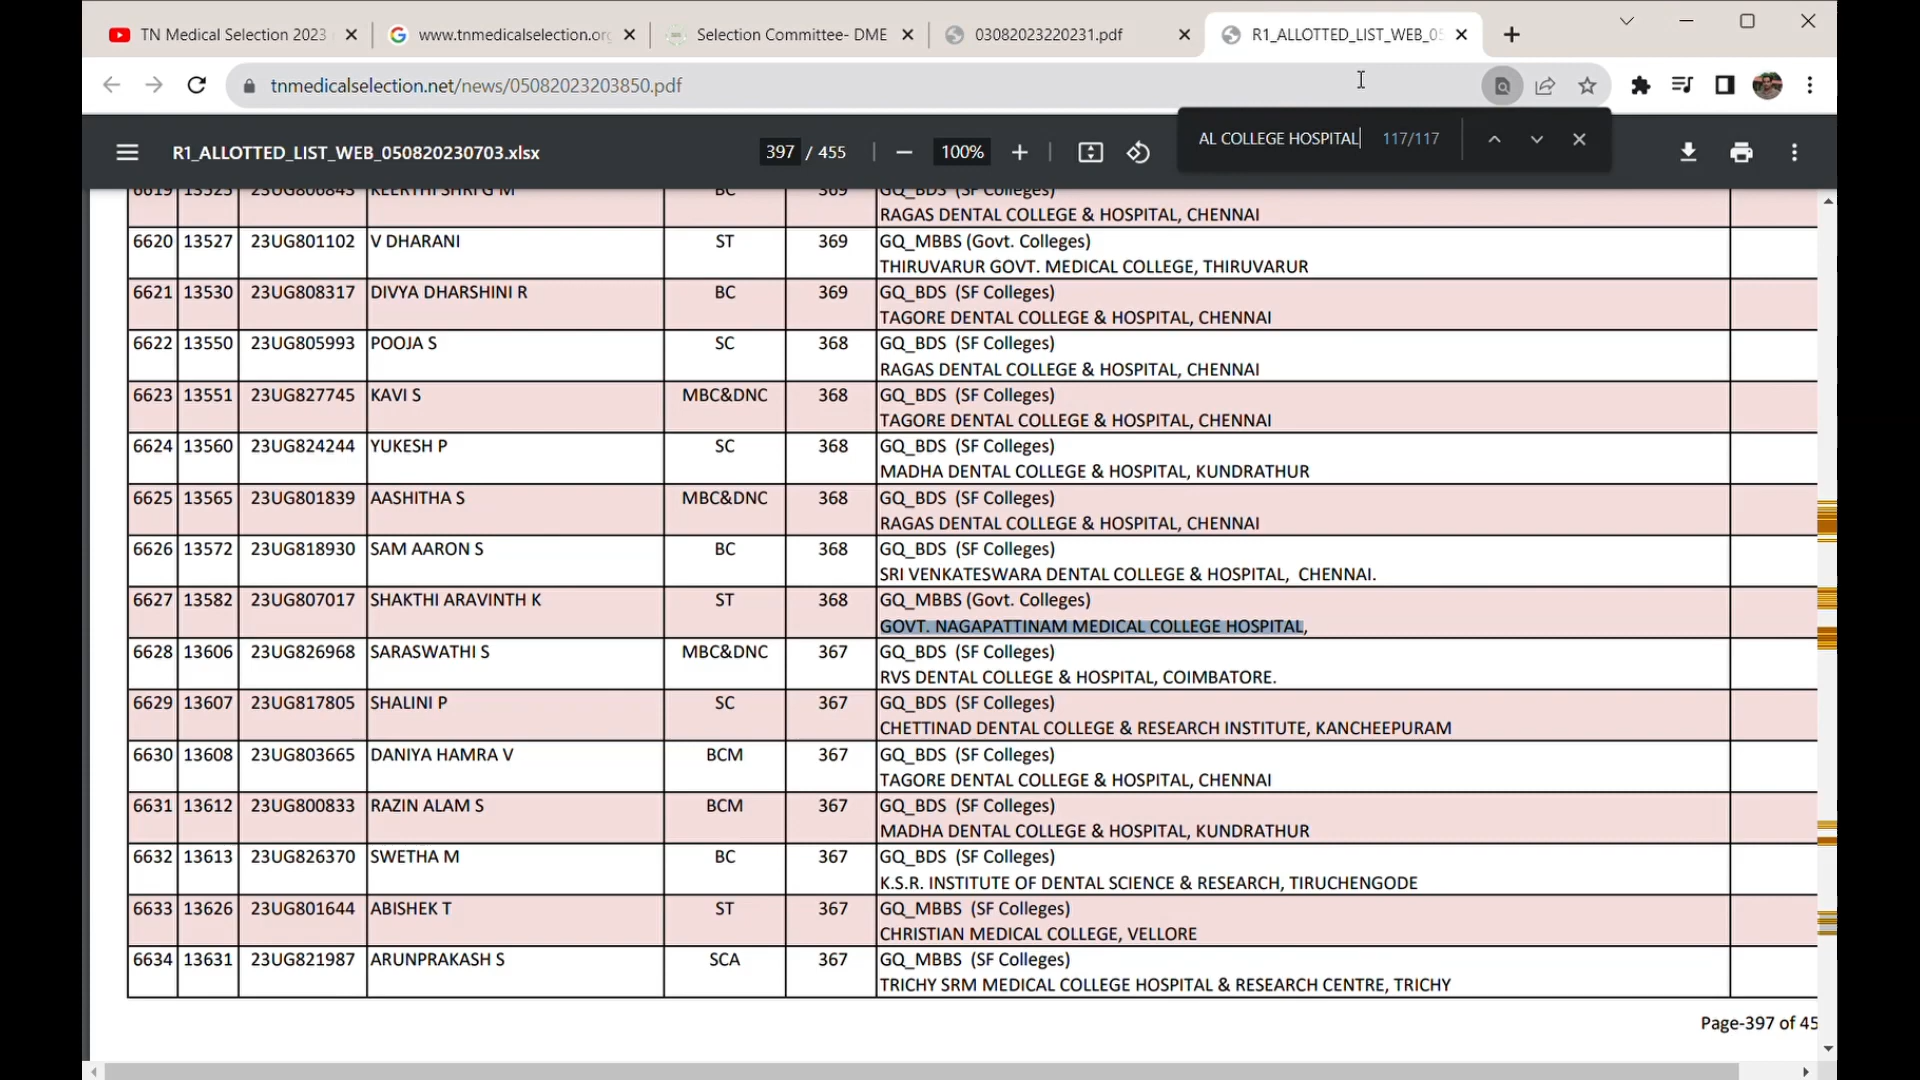 TN Medical Selection 2023
www.tnmedicalselection.org
Selection Committee- DME
03082023220231.pdf
R1_ALLOTTED_LIST_WEB_05
tnmedicalselection.net/news/05082023203850.pdf
AL COLLEGE HOSPITAL 117/117
R1_ALLOTTED_LIST_WEB_050820230703.xlsx 397 / 455 100%
6619 13525 23UG806843 KEERTHI SHRI G M BC 369 GQ_BDS (SF Colleges)
RAGAS DENTAL COLLEGE & HOSPITAL, CHENNAI
6620 13527 23UG801102 V DHARANI ST 369 GQ_MBBS (Govt. Colleges)
THIRUVARUR GOVT. MEDICAL COLLEGE, THIRUVARUR
6621 13530 23UG808317 DIVYA DHARSHINI R BC 369 GQ_BDS (SF Colleges)
TAGORE DENTAL COLLEGE & HOSPITAL, CHENNAI
6622 13550 23UG805993 POOJA S SC 368 GQ_BDS (SF Colleges)
RAGAS DENTAL COLLEGE & HOSPITAL, CHENNAI
6623 13551 23UG827745 KAVI S MBC&DNC 368 GQ_BDS (SF Colleges)
TAGORE DENTAL COLLEGE & HOSPITAL, CHENNAI
6624 13560 23UG824244 YUKESH P SC 368 GQ_BDS (SF Colleges)
MADHA DENTAL COLLEGE & HOSPITAL, KUNDRATHUR
6625 13565 23UG801839 AASHITHA S MBC&DNC 368 GQ_BDS (SF Colleges)
RAGAS DENTAL COLLEGE & HOSPITAL, CHENNAI
6626 13572 23UG818930 SAM AARON S BC 368 GQ_BDS (SF Colleges)
SRI VENKATESWARA DENTAL COLLEGE & HOSPITAL, CHENNAI.
6627 13582 23UG807017 SHAKTHI ARAVINTH K ST 368 GQ_MBBS (Govt. Colleges)
GOVT. NAGAPATTINAM MEDICAL COLLEGE HOSPITAL,
6628 13606 23UG826968 SARASWATHI S MBC&DNC 367 GQ_BDS (SF Colleges)
RVS DENTAL COLLEGE & HOSPITAL, COIMBATORE.
6629 13607 23UG817805 SHALINI P SC 367 GQ_BDS (SF Colleges)
CHETTINAD DENTAL COLLEGE & RESEARCH INSTITUTE, KANCHEEPURAM
6630 13608 23UG803665 DANIYA HAMRA V BCM 367 GQ_BDS (SF Colleges)
TAGORE DENTAL COLLEGE & HOSPITAL, CHENNAI
6631 13612 23UG800833 RAZIN ALAM S BCM 367 GQ_BDS (SF Colleges)
MADHA DENTAL COLLEGE & HOSPITAL, KUNDRATHUR
6632 13613 23UG826370 SWETHA M BC 367 GQ_BDS (SF Colleges)
K.S.R. INSTITUTE OF DENTAL SCIENCE & RESEARCH, TIRUCHENGODE
6633 13626 23UG801644 ABISHEK T ST 367 GQ_MBBS (SF Colleges)
CHRISTIAN MEDICAL COLLEGE, VELLORE
6634 13631 23UG821987 ARUNPRAKASH S SCA 367 GQ_MBBS (SF Colleges)
TRICHY SRM MEDICAL COLLEGE HOSPITAL & RESEARCH CENTRE, TRICHY
Page-397 of 45